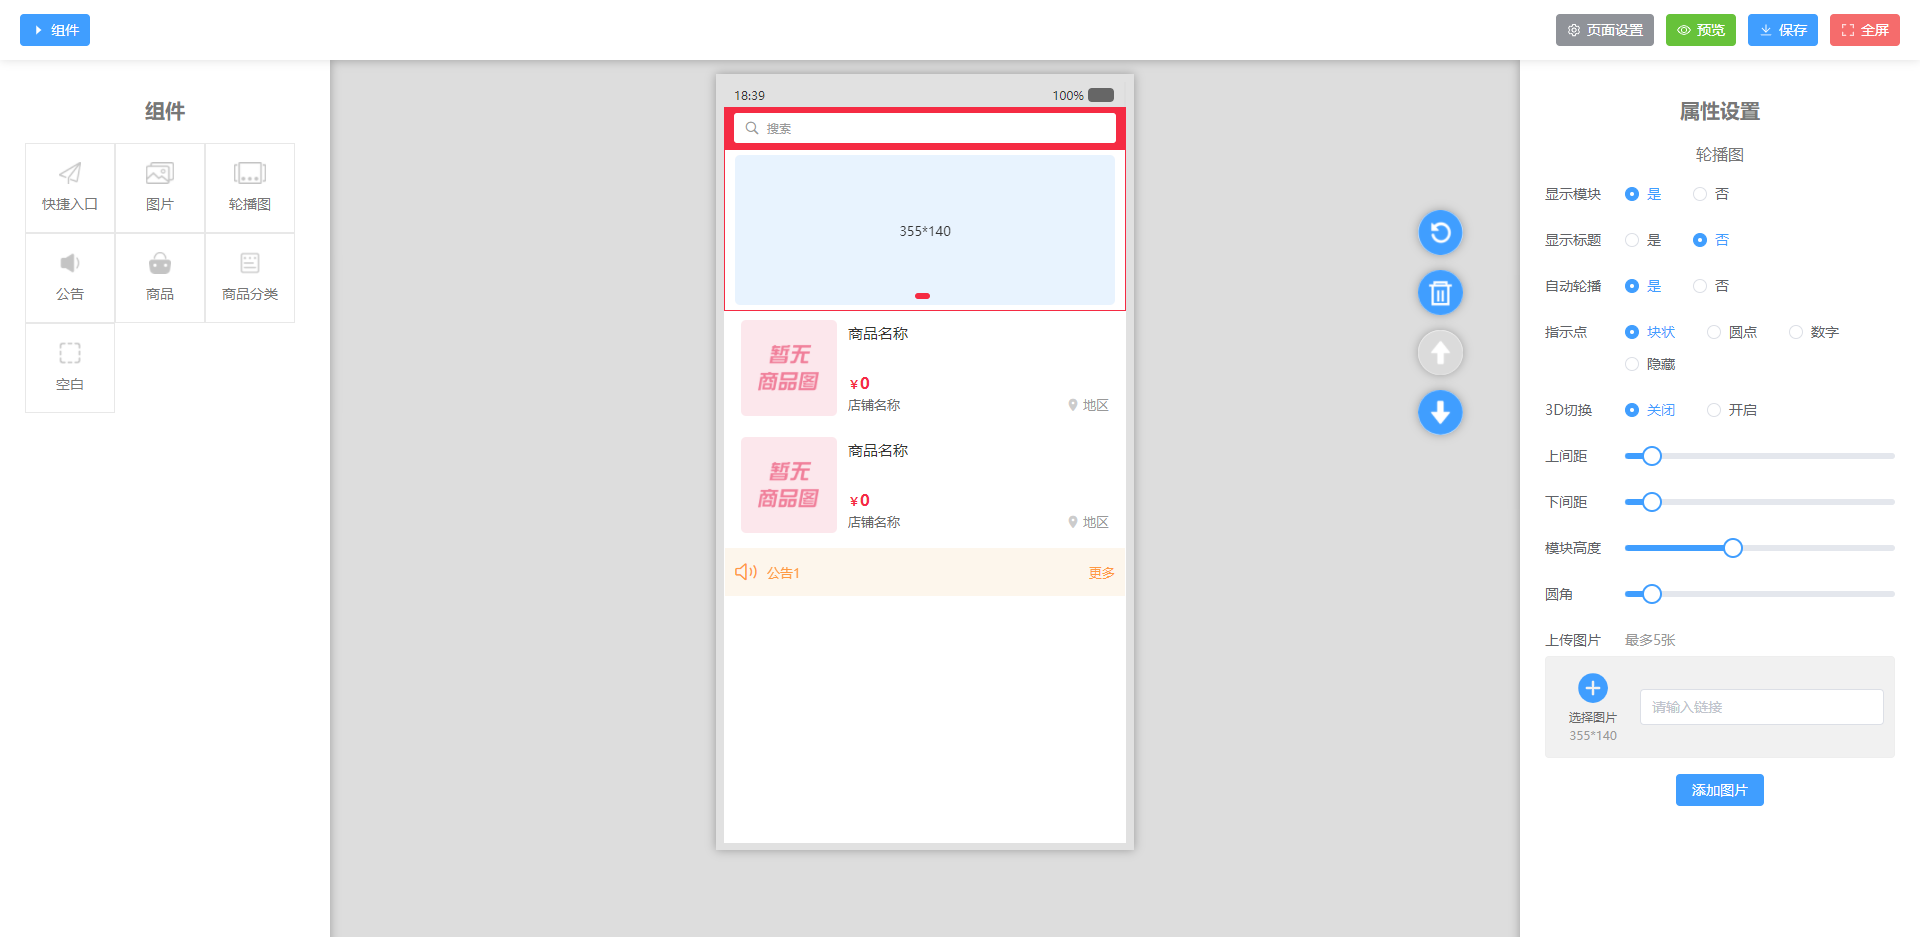 组件
页面设置
预览
保存
全屏
组件
快捷入口
图片
轮播图
公告
商品
商品分类
空白
18:39
100%
搜索
355*140
暂无
商品图
商品名称
¥0
店铺名称
地区
暂无
商品图
商品名称
¥0
店铺名称
地区
公告1
更多
属性设置
轮播图
显示模块 是 否
显示标题 是 否
自动轮播 是 否
指示点 块状 圆点 数字
隐藏
3D切换 关闭 开启
上间距
下间距
模块高度
圆角
上传图片 最多5张
选择图片
355*140
请输入链接
添加图片